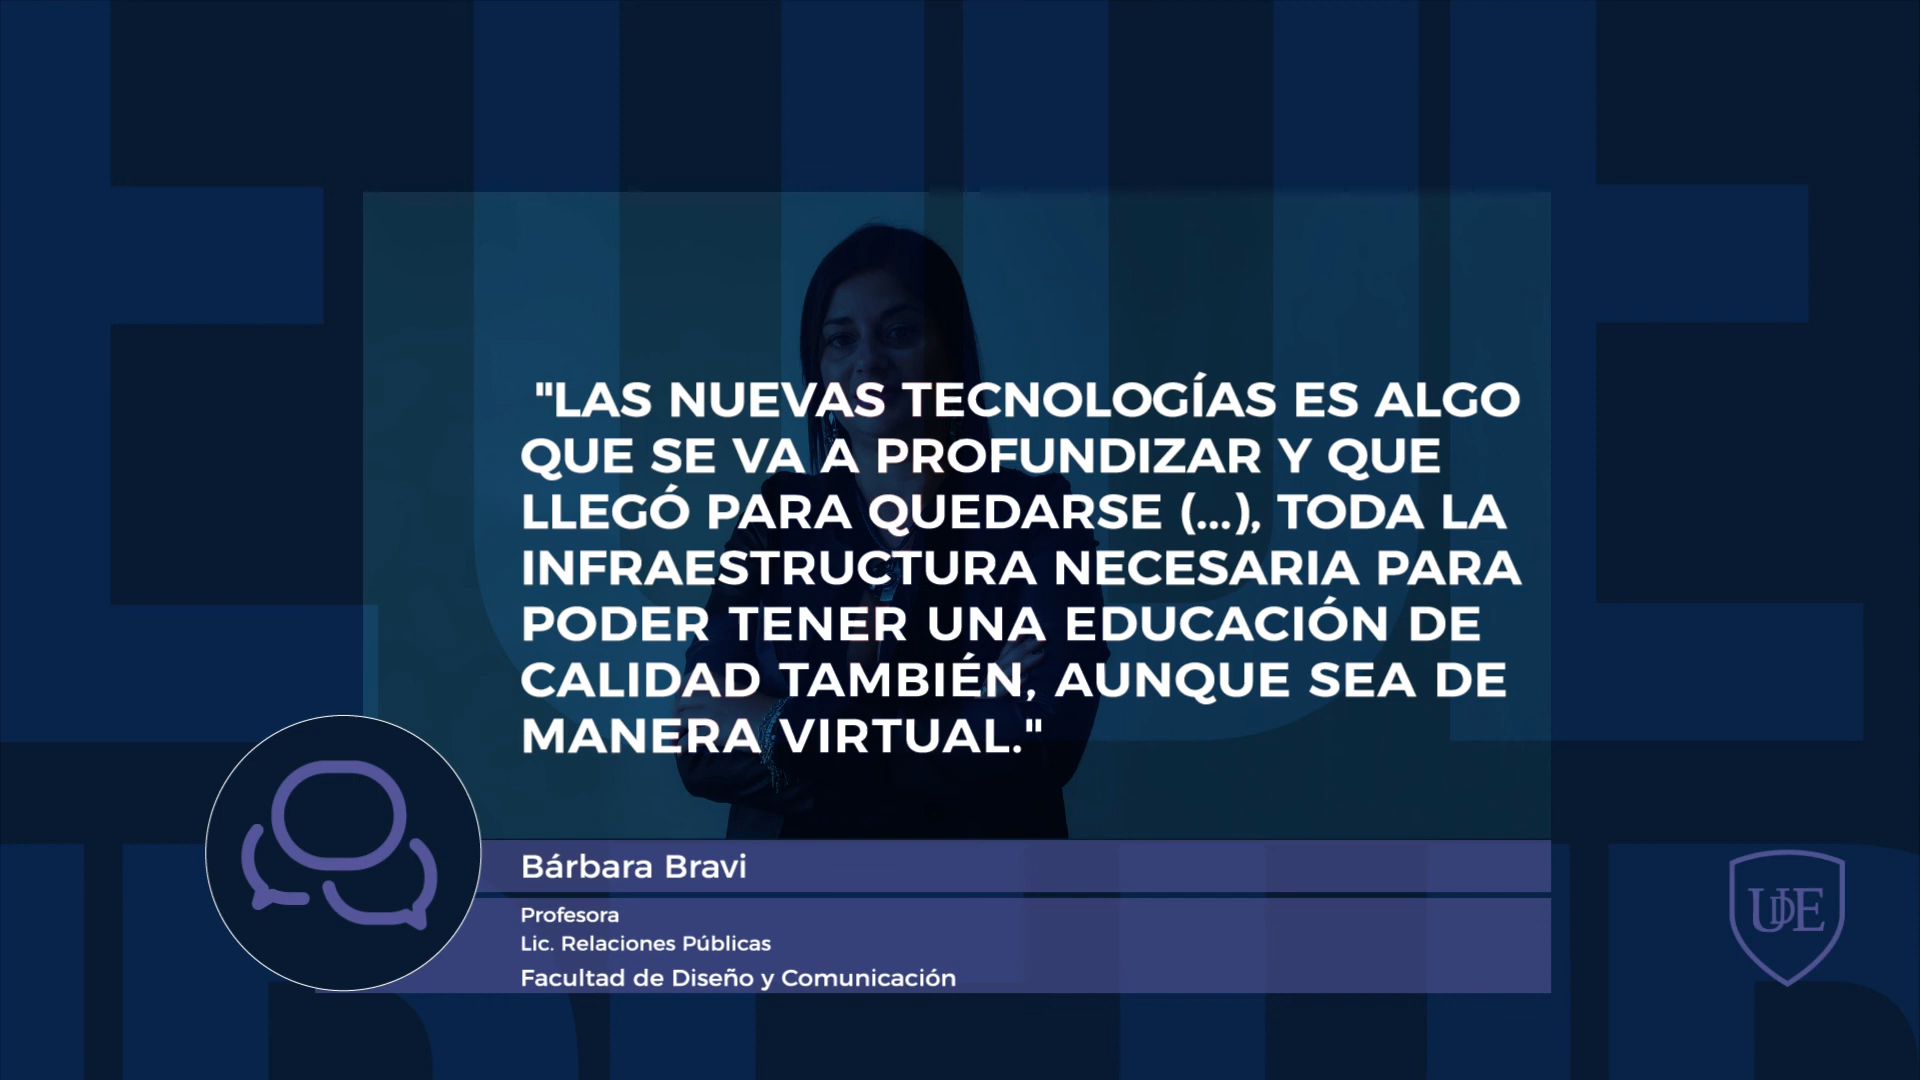 "LAS NUEVAS TECNOLOGÍAS ES ALGO
QUE SE VA A PROFUNDIZAR Y QUE
LLEGÓ PARA QUEDARSE (...), TODA LA
INFRAESTRUCTURA NECESARIA PARA
PODER TENER UNA EDUCACIÓN DE
CALIDAD TAMBIÉN, AUNQUE SEA DE
MANERA VIRTUAL."
Bárbara Bravi
Profesora
Lic. Relaciones Públicas
Facultad de Diseño y Comunicación
UDE